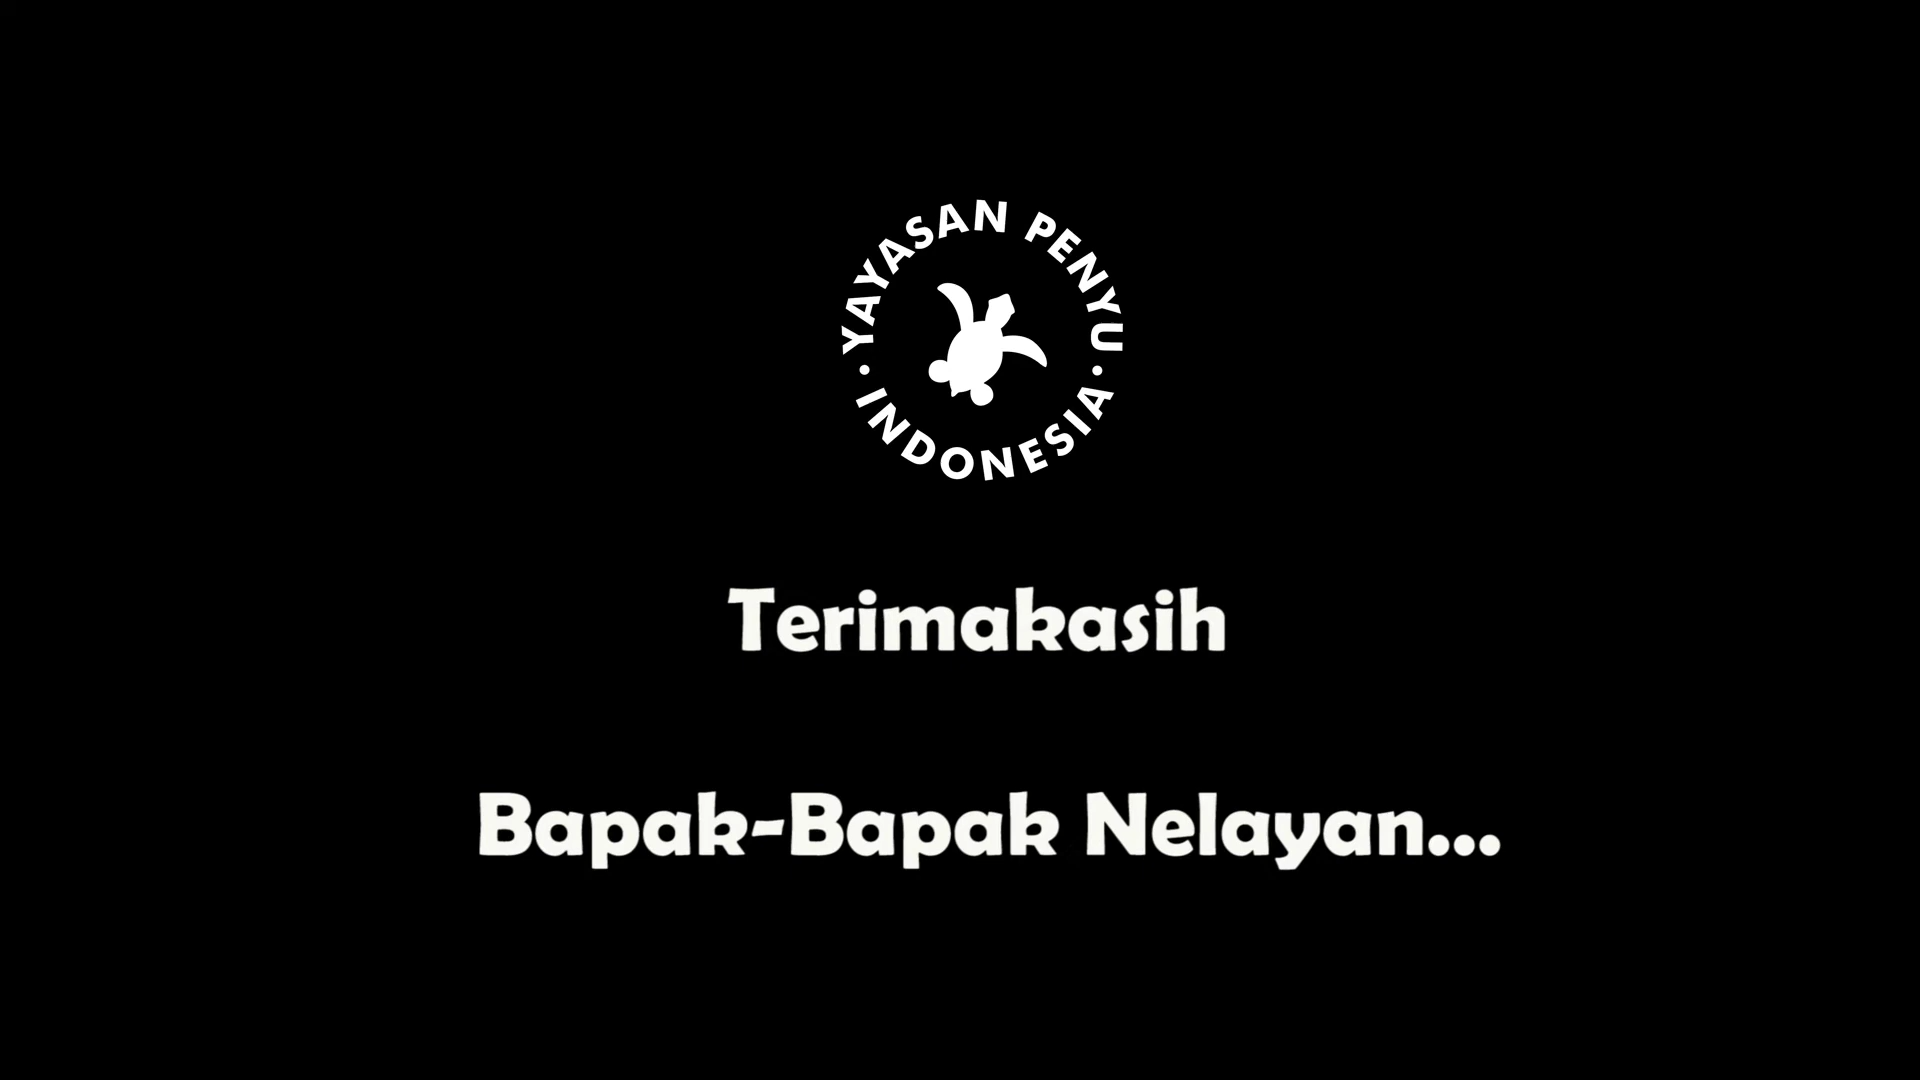 YAYASAN PENYU
• INDONESIA •
Terimakasih
Bapak-Bapak Nelayan...